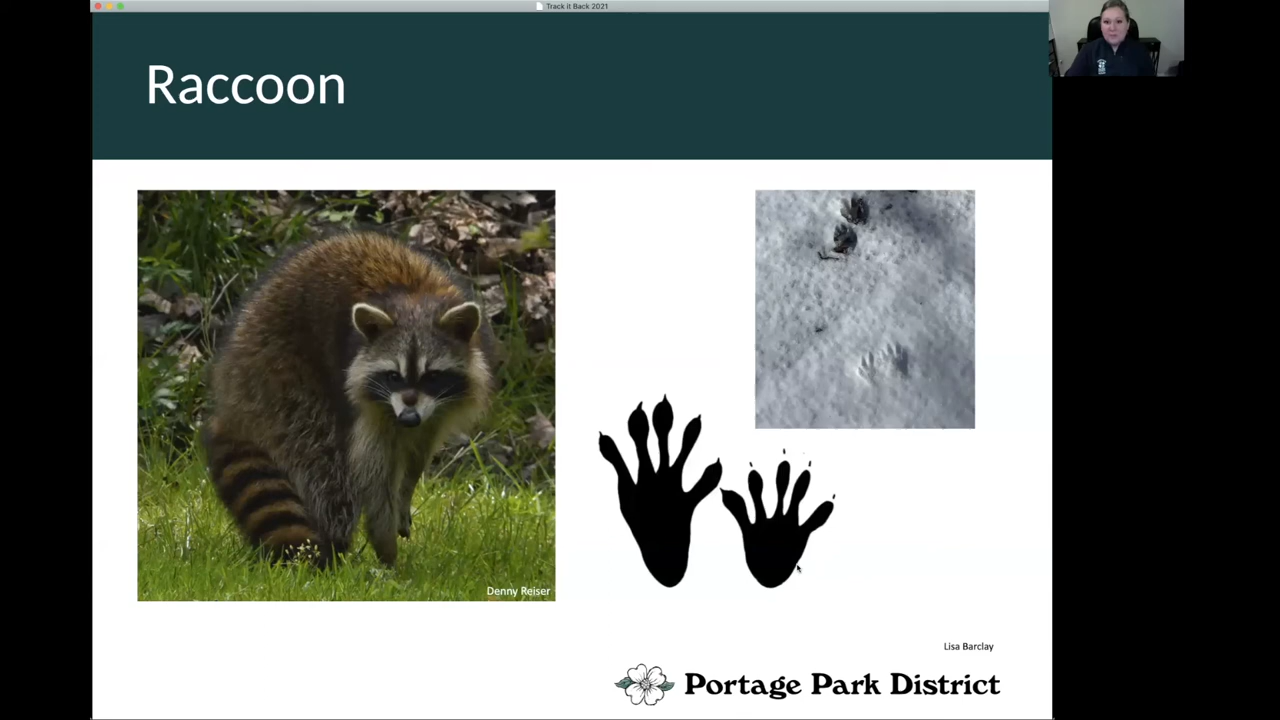 Track it Back 2021
Raccoon
Denny Reiser
Lisa Barclay
Portage Park District